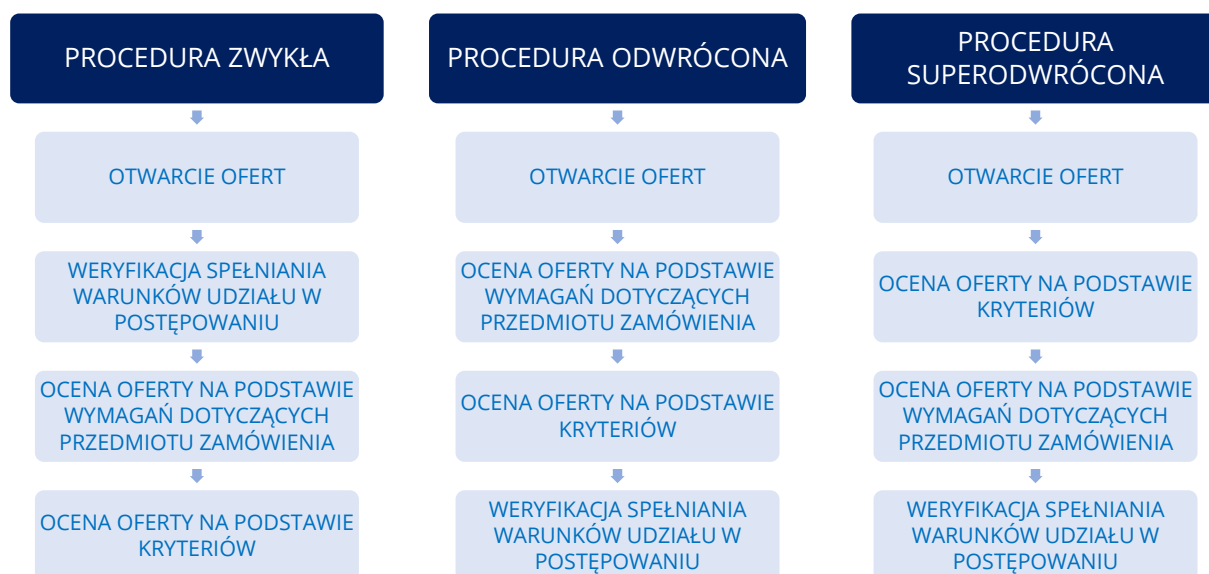 PROCEDURA ZWYKŁA
OTWARCIE OFERT
WERYFIKACJA SPEŁNIANIA
WARUNKÓW UDZIAŁU W
POSTĘPOWANIU
OCENA OFERTY NA PODSTAWIE
WYMAGAŃ DOTYCZĄCYCH
PRZEDMIOTU ZAMÓWIENIA
OCENA OFERTY NA PODSTAWIE
KRYTERIÓW
PROCEDURA ODWRÓCONA
OTWARCIE OFERT
OCENA OFERTY NA PODSTAWIE
WYMAGAŃ DOTYCZĄCYCH
PRZEDMIOTU ZAMÓWIENIA
OCENA OFERTY NA PODSTAWIE
KRYTERIÓW
WERYFIKACJA SPEŁNIANIA
WARUNKÓW UDZIAŁU W
POSTĘPOWANIU
PROCEDURA
SUPERODWRÓCONA
OTWARCIE OFERT
OCENA OFERTY NA PODSTAWIE
KRYTERIÓW
OCENA OFERTY NA PODSTAWIE
WYMAGAŃ DOTYCZĄCYCH
PRZEDMIOTU ZAMÓWIENIA
WERYFIKACJA SPEŁNIANIA
WARUNKÓW UDZIAŁU W
POSTĘPOWANIU